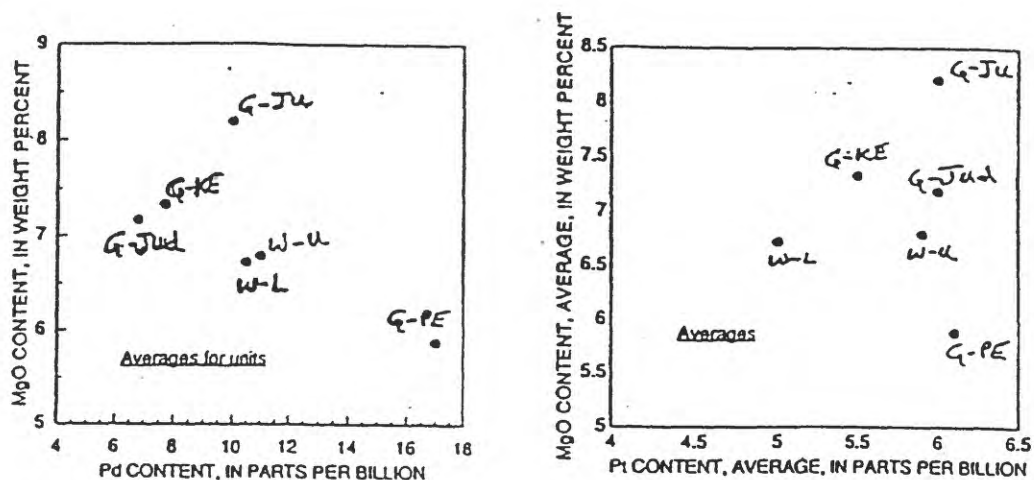 MgO CONTENT, IN WEIGHT PERCENT
9
8
7
6
5
G-JU
G-KE
G-Jud
W-U
W-L
G-PE
Averages for units
4 6 8 10 12 14 16 18
Pd CONTENT, IN PARTS PER BILLION
MgO CONTENT, AVERAGE, IN WEIGHT PERCENT
8.5
8
7.5
7
6.5
6
5.5
5
G-JU
G-KE
G-Jud
W-L
W-U
Averages
G-PE
4 4.5 5 5.5 6 6.5
Pt CONTENT, AVERAGE, IN PARTS PER BILLION